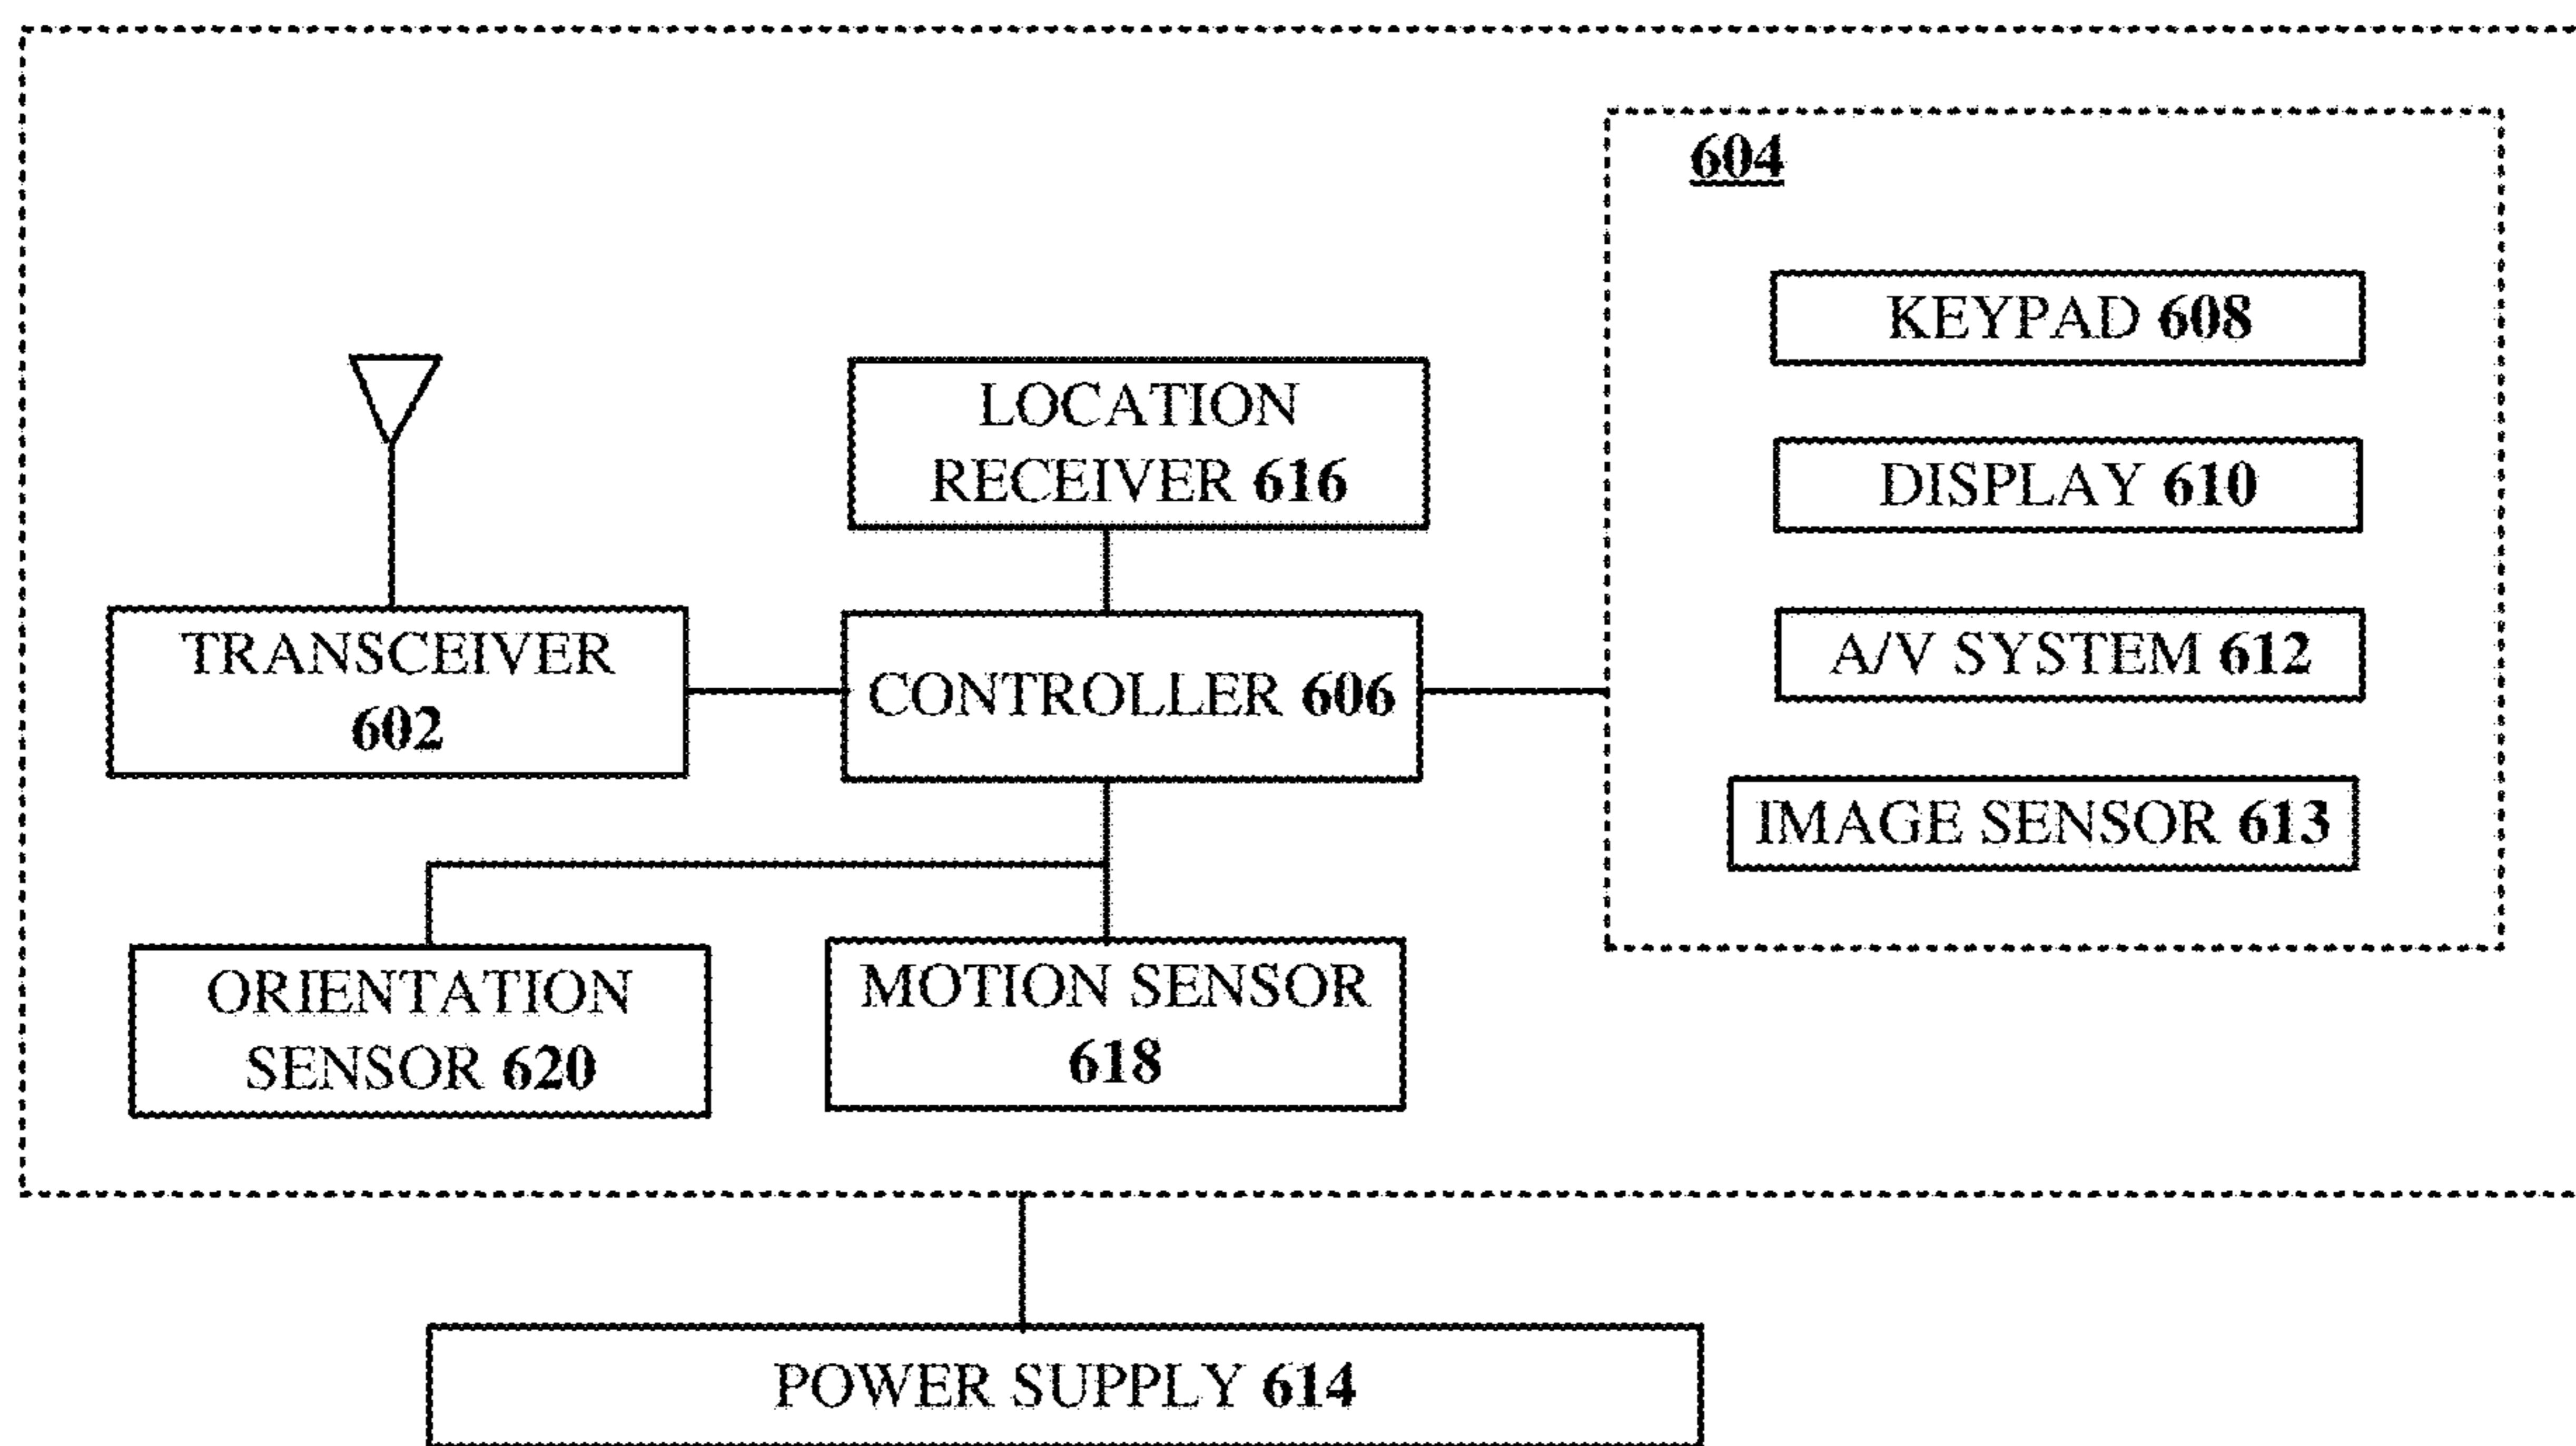 604
KEYPAD 608
LOCATION
RECEIVER 616
DISPLAY 610
TRANSCEIVER
602
CONTROLLER 606
A/V SYSTEM 612
IMAGE SENSOR 613
ORIENTATION
SENSOR 620
MOTION SENSOR
618
POWER SUPPLY 614